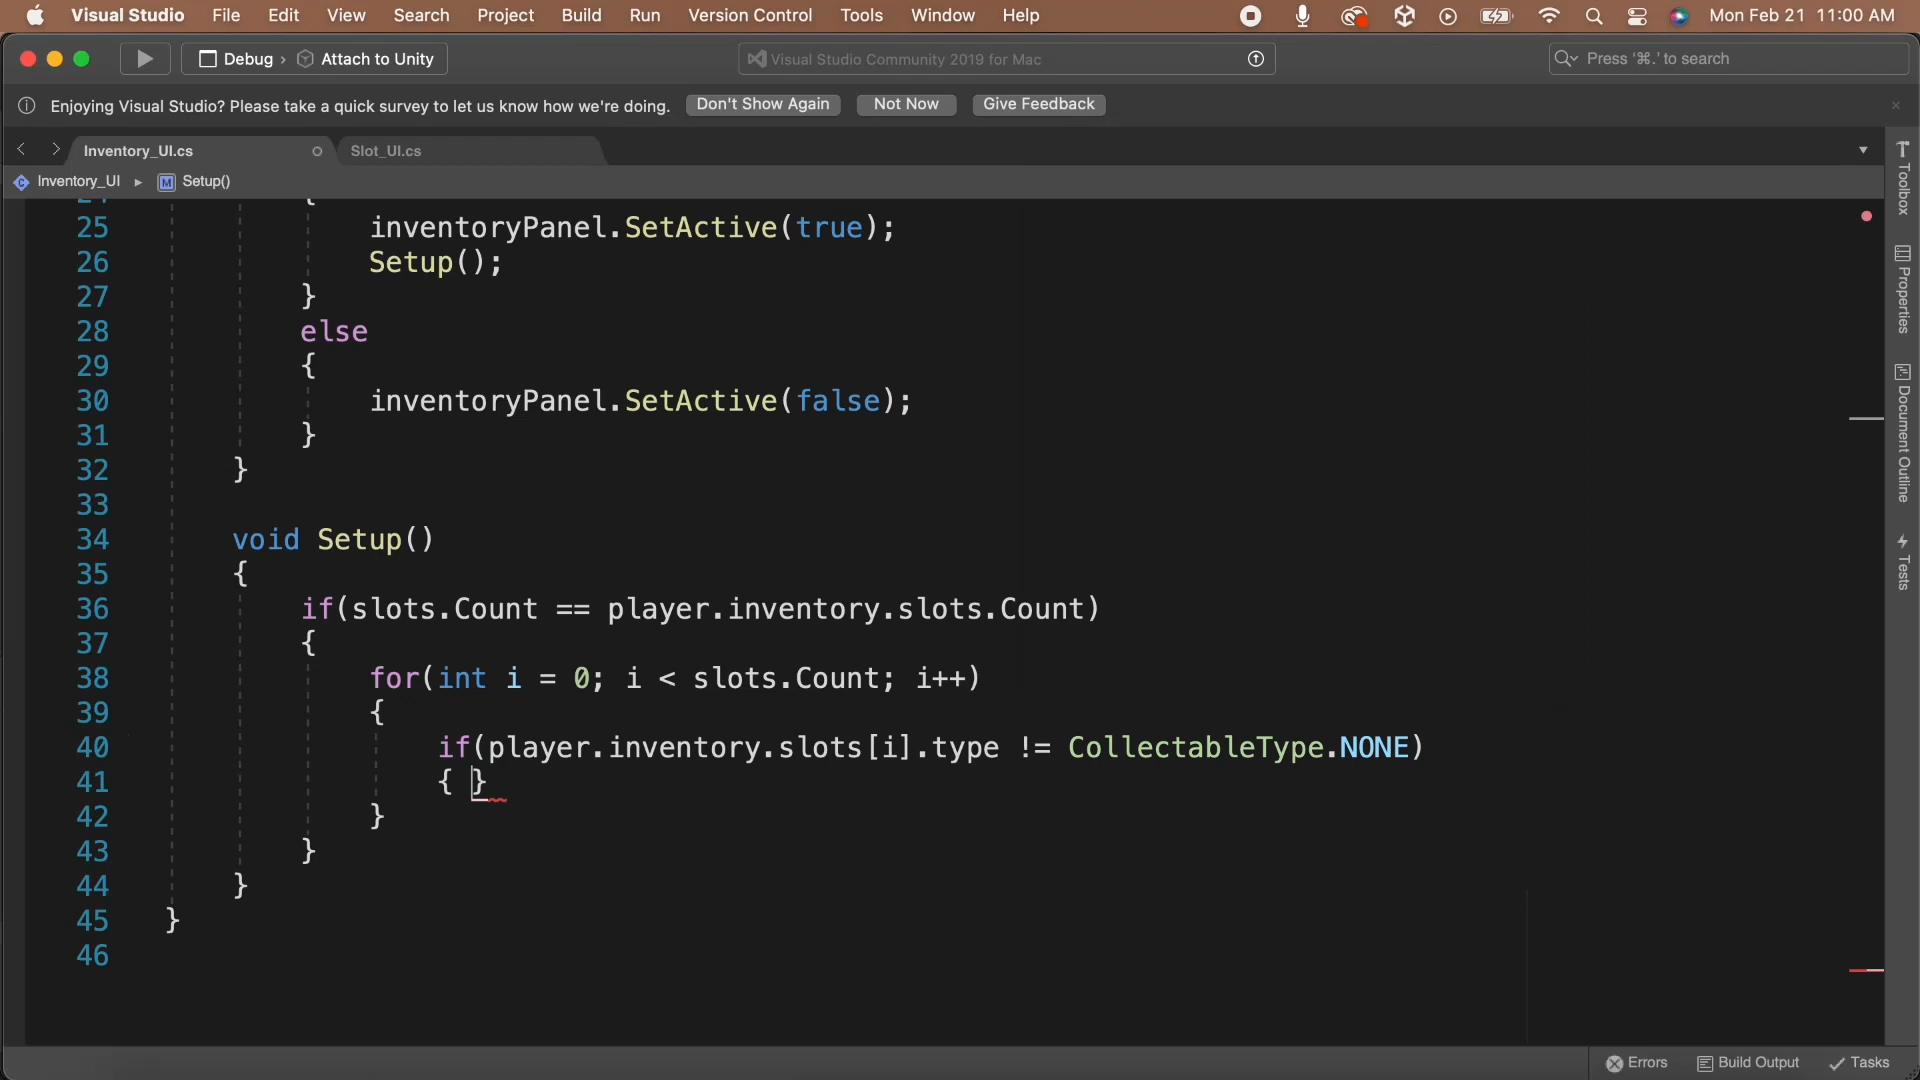 Visual Studio File Edit View Search Project Build Run Version Control Tools Window Help Mon Feb 21 11:00 AM
Debug › Attach to Unity Visual Studio Community 2019 for Mac Press '⌘.' to search
Enjoying Visual Studio? Please take a quick survey to let us know how we're doing. Don't Show Again Not Now Give Feedback
Inventory_UI.cs Slot_UI.cs
Inventory_UI ▸ M Setup()
24 {
25 inventoryPanel.SetActive(true);
26 Setup();
27 }
28 else
29 {
30 inventoryPanel.SetActive(false);
31 }
32 }
33
34 void Setup()
35 {
36 if(slots.Count == player.inventory.slots.Count)
37 {
38 for(int i = 0; i < slots.Count; i++)
39 {
40 if(player.inventory.slots[i].type != CollectableType.NONE)
41 { }
42 }
43 }
44 }
45 }
46
Toolbox
Properties
Document Outline
Tests
Errors Build Output Tasks